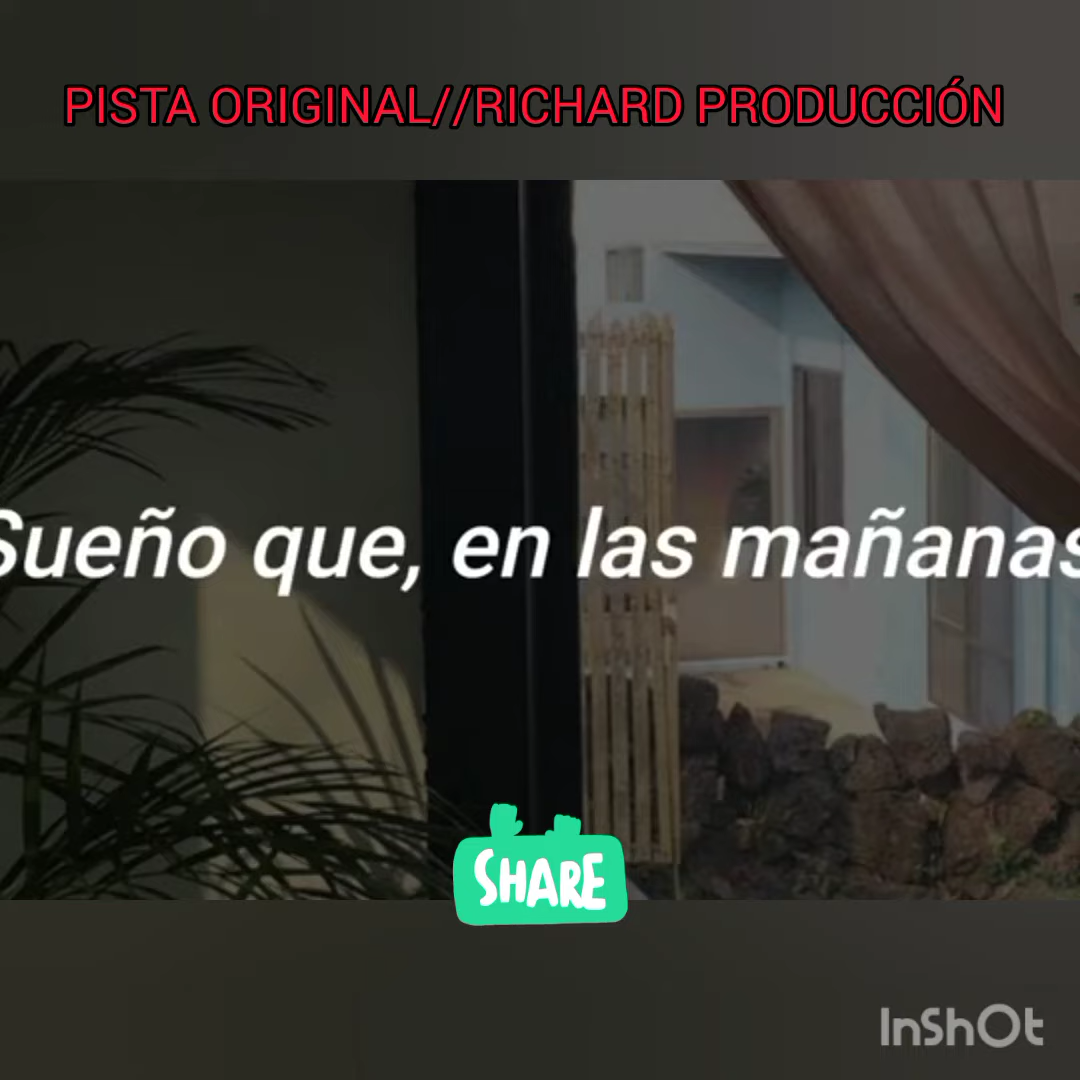 PISTA ORIGINAL//RICHARD PRODUCCIÓN
Sueño que, en las mañanas
SHARE
InShOt